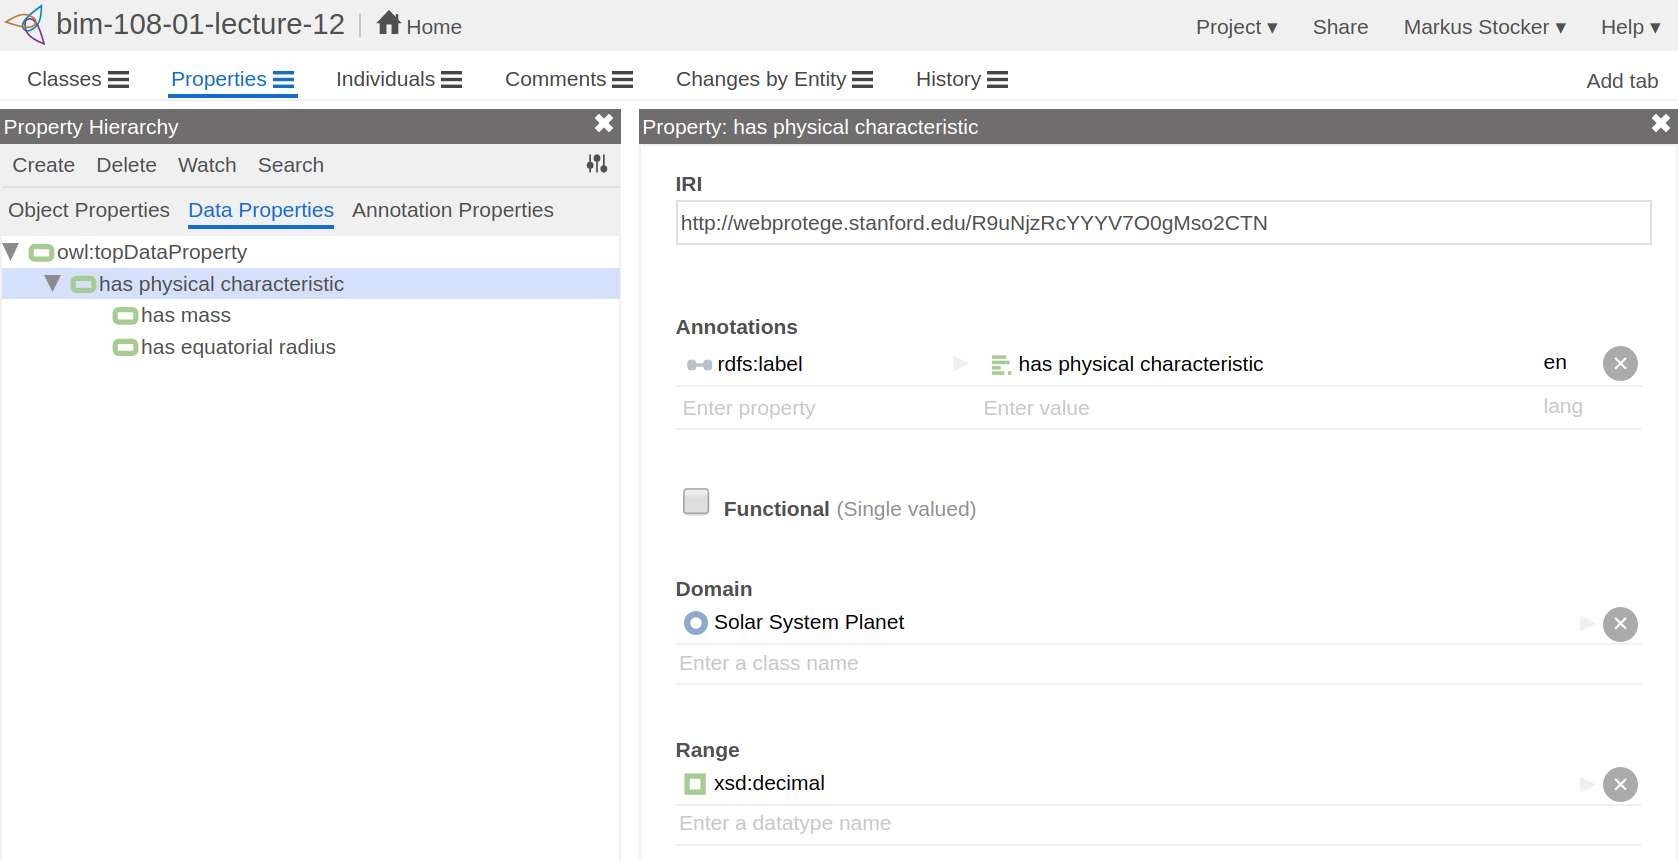 bim-108-01-lecture-12 Home Project ▾ Share Markus Stocker ▾ Help ▾
Classes Properties Individuals Comments Changes by Entity History Add tab
Property Hierarchy
Create Delete Watch Search
Object Properties Data Properties Annotation Properties
owl:topDataProperty
has physical characteristic
has mass
has equatorial radius
Property: has physical characteristic
IRI
http://webprotege.stanford.edu/R9uNjzRcYYYV7O0gMso2CTN
Annotations
rdfs:label has physical characteristic en
Enter property Enter value lang
Functional (Single valued)
Domain
Solar System Planet
Enter a class name
Range
xsd:decimal
Enter a datatype name